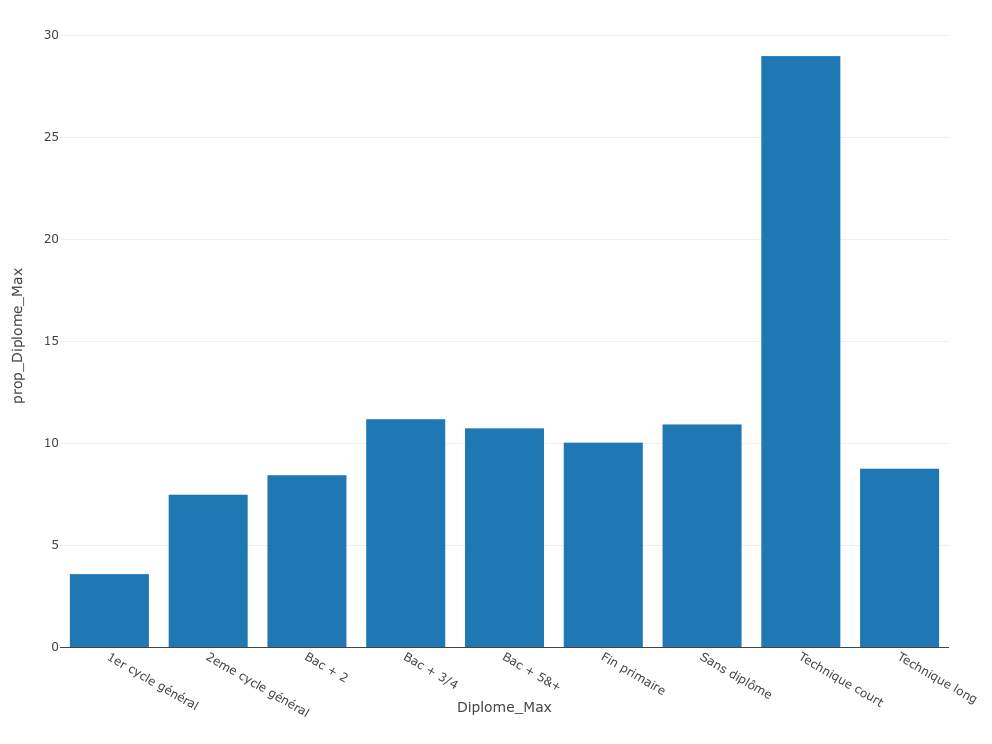 30
25
20
15
10
5
0
prop_Diplome_Max
1er cycle général
2eme cycle général
Bac + 2
Bac + 3/4
Bac + 5&+
Fin primaire
Sans diplôme
Technique court
Technique long
Diplome_Max